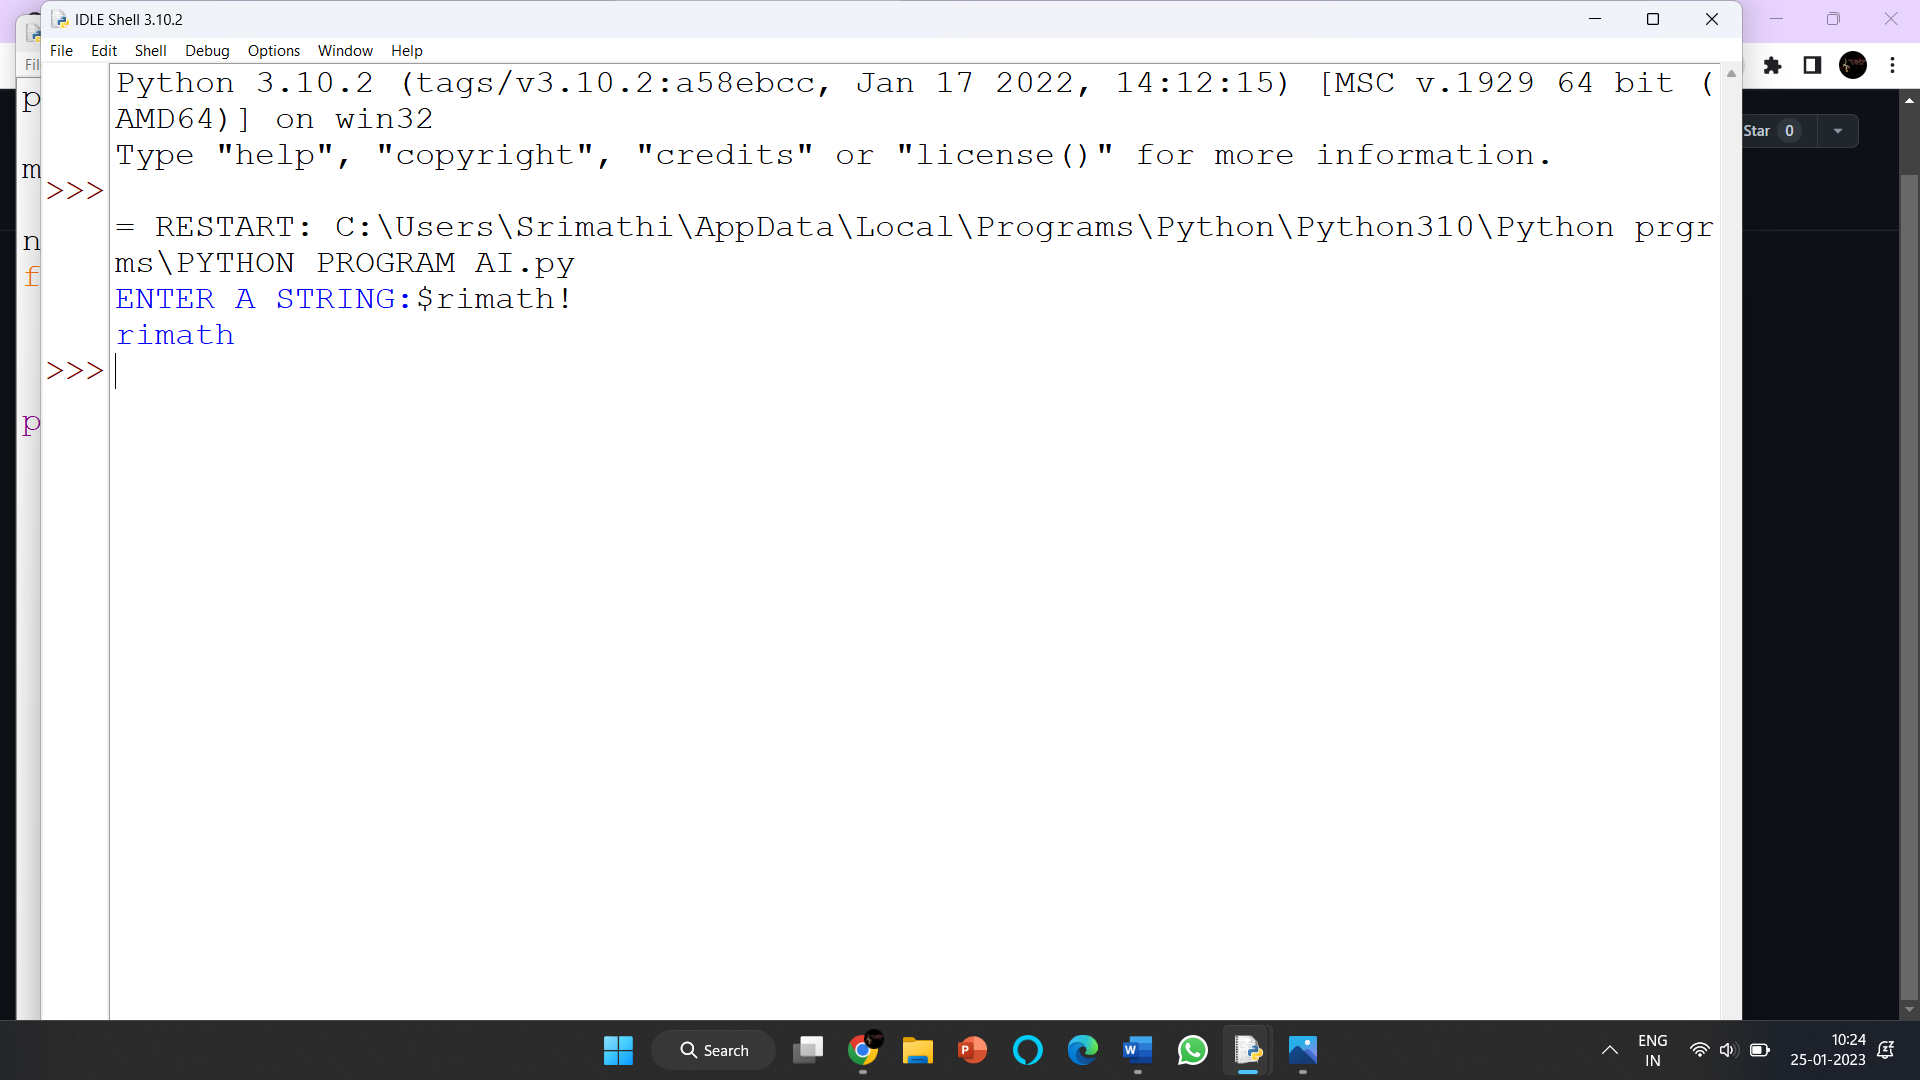 IDLE Shell 3.10.2
File Edit Shell Debug Options Window Help
Python 3.10.2 (tags/v3.10.2:a58ebcc, Jan 17 2022, 14:12:15) [MSC v.1929 64 bit (
AMD64)] on win32
Type "help", "copyright", "credits" or "license()" for more information.
>>>
= RESTART: C:\Users\Srimathi\AppData\Local\Programs\Python\Python310\Python prgr
ms\PYTHON PROGRAM AI.py
ENTER A STRING:$rimath!
rimath
>>>
Fil
p
m
n
f
p
Star 0
Search
ENG
IN
10:24
25-01-2023